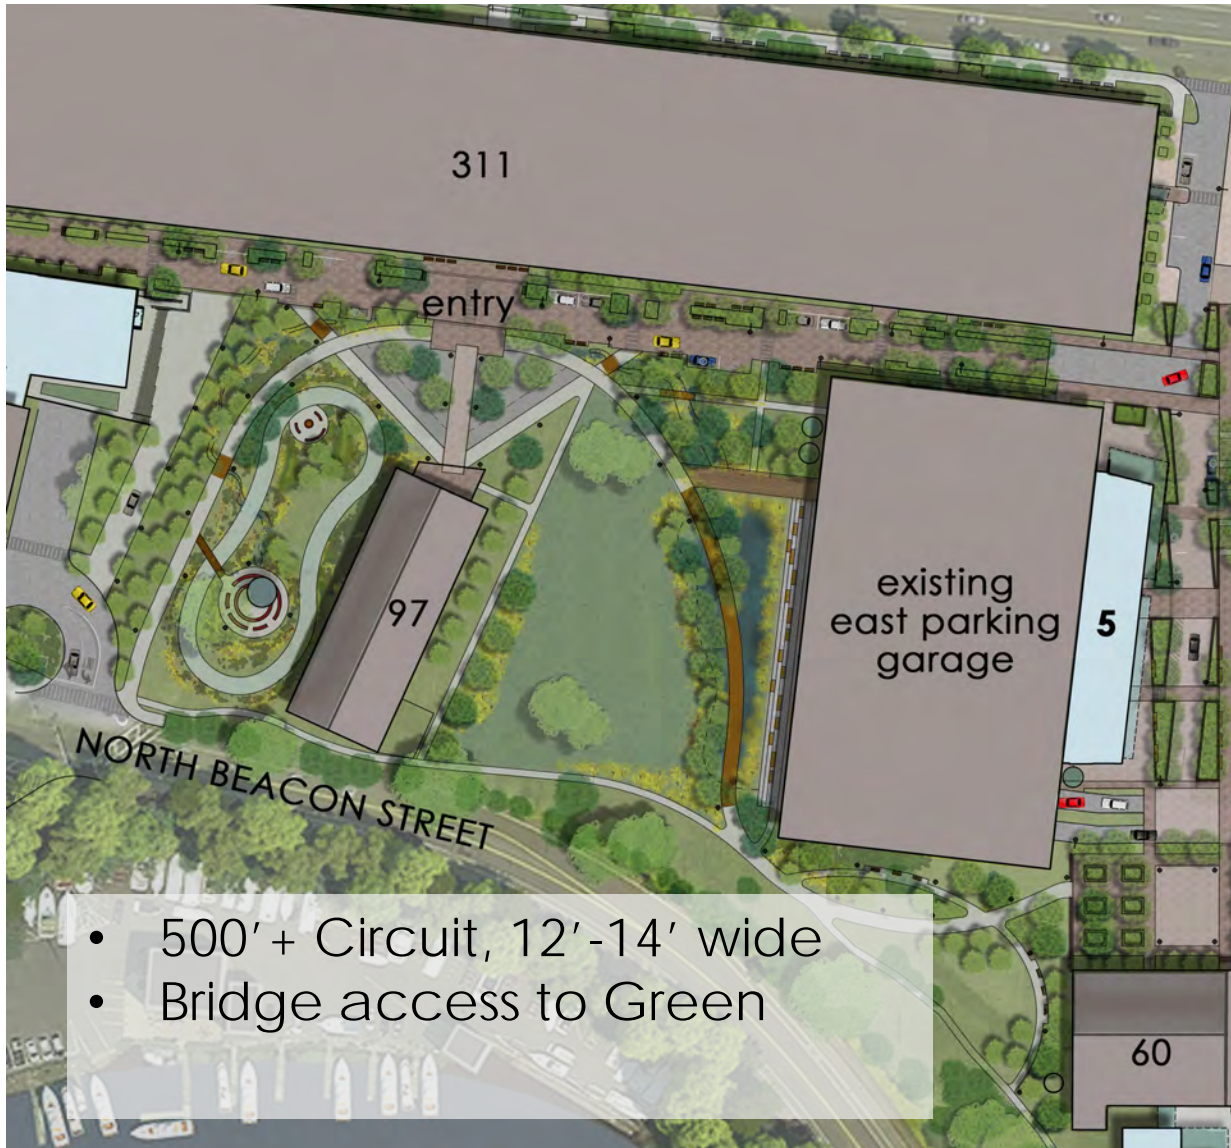 311
entry
97
existing
east parking
garage
5
NORTH BEACON STREET
• 500'+ Circuit, 12'-14' wide
• Bridge access to Green
60